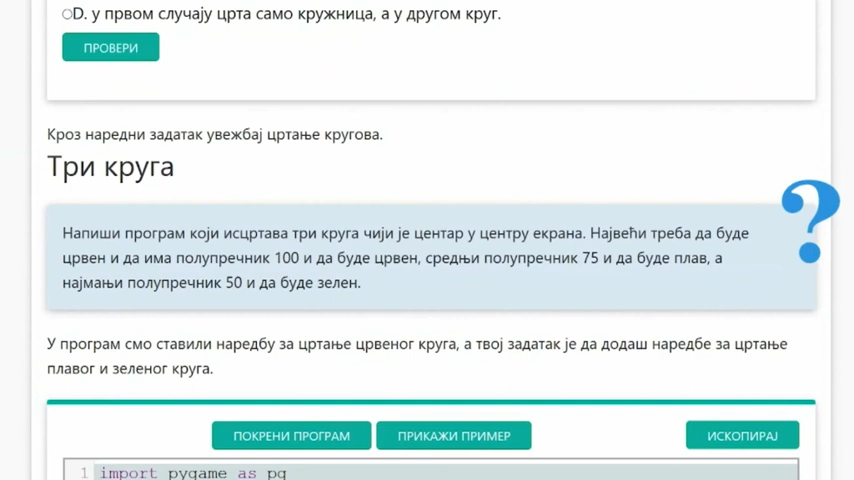 D. у првом случају црта само кружница, а у другом круг.
ПРОВЕРИ
Кроз наредни задатак увежбај цртање кругова.
Три круга
?
Напиши програм који исцртава три круга чији је центар у центру екрана. Највећи треба да буде
црвен и да има полупречник 100 и да буде црвен, средњи полупречник 75 и да буде плав, а
најмањи полупречник 50 и да буде зелен.
У програм смо ставили наредбу за цртање црвеног круга, а твој задатак је да додаш наредбе за цртање
плавог и зеленог круга.
ПОКРЕНИ ПРОГРАМ ПРИКАЖИ ПРИМЕР ИСКОПИРАЈ
1 import pygame as pg